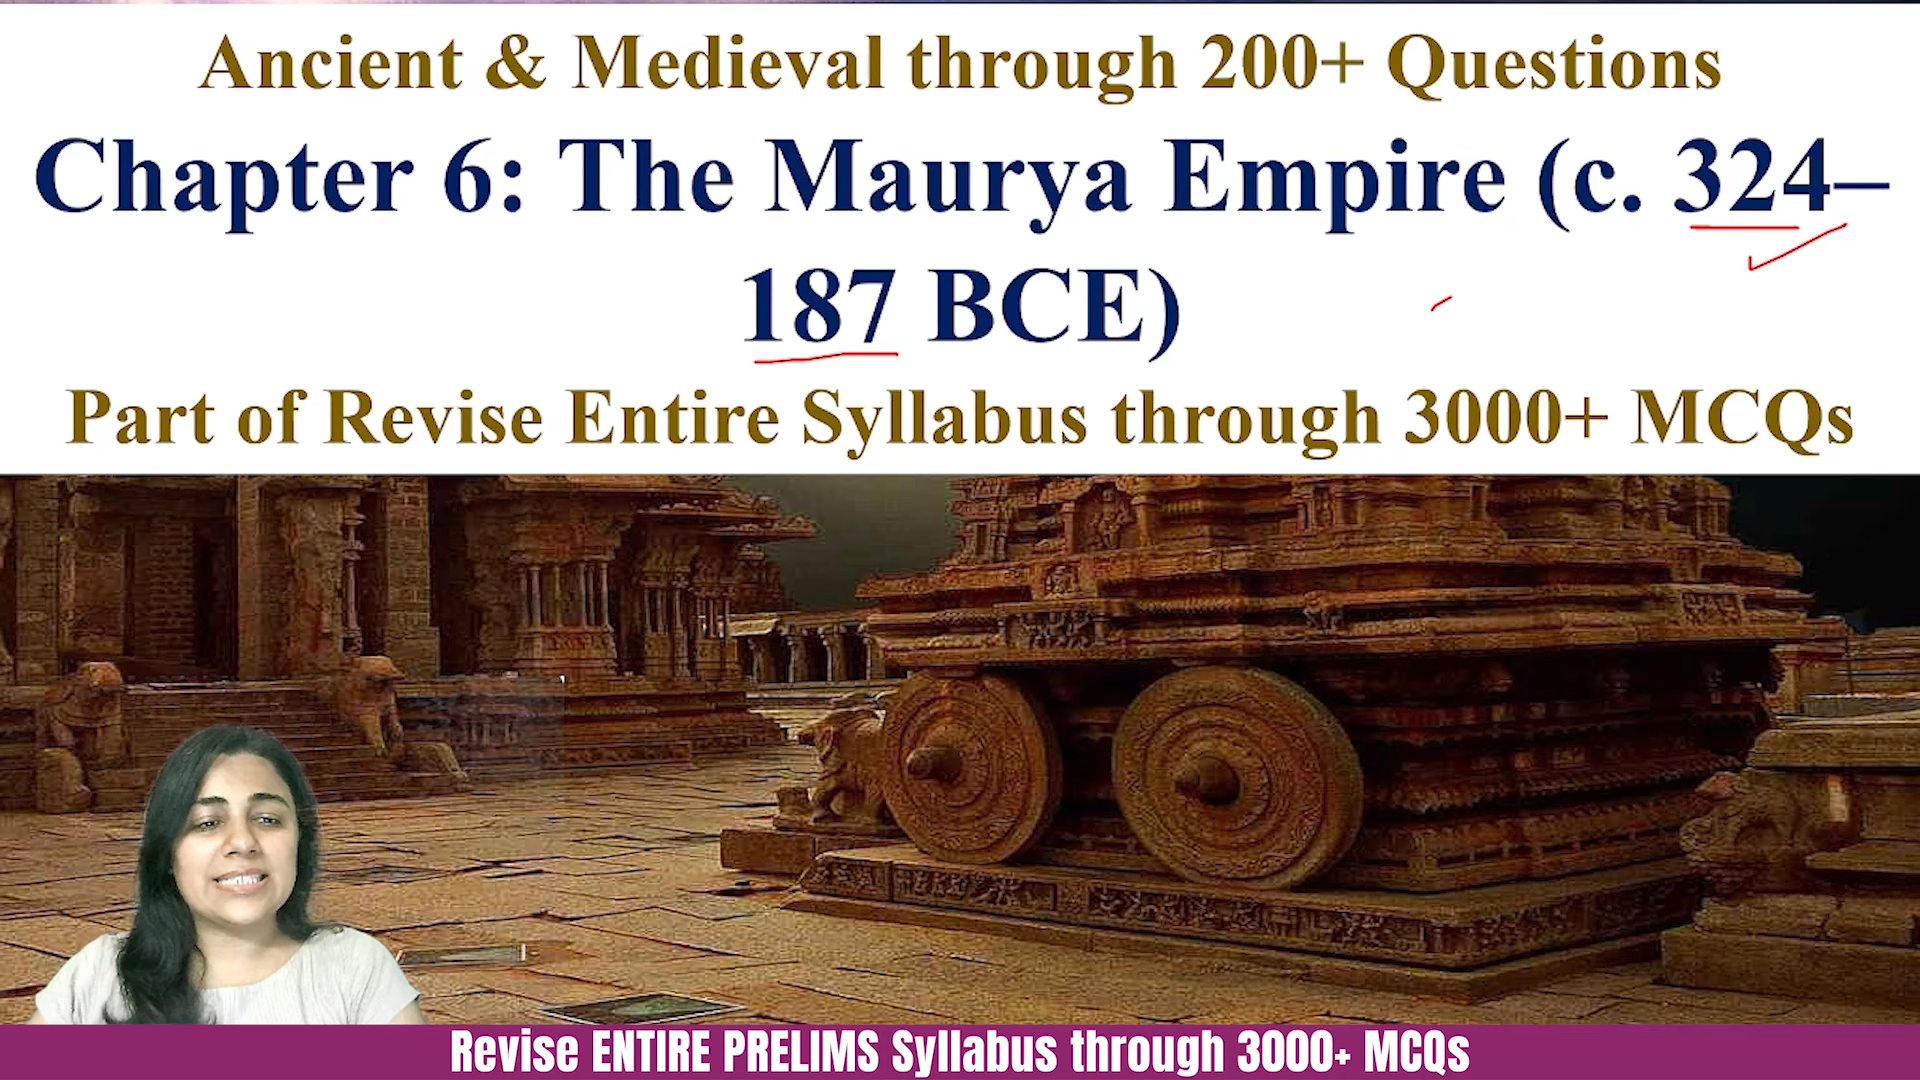 Ancient & Medieval through 200+ Questions
Chapter 6: The Maurya Empire (c. 324–
187 BCE)
Part of Revise Entire Syllabus through 3000+ MCQs
Revise ENTIRE PRELIMS Syllabus through 3000+ MCQs